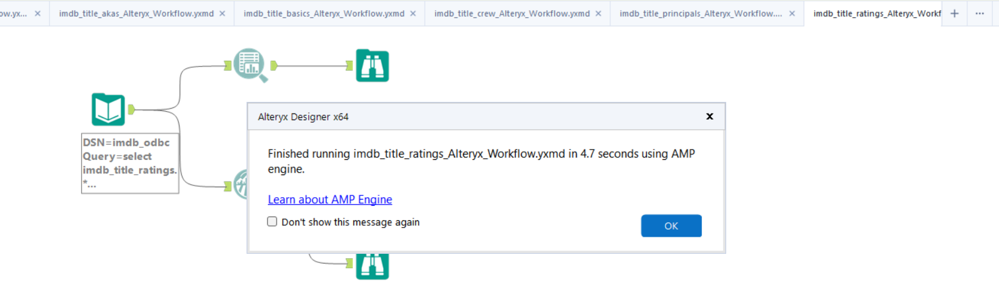 ow.yx...
imdb_title_akas_Alteryx_Workflow.yxmd
imdb_title_basics_Alteryx_Workflow.yxmd
imdb_title_crew_Alteryx_Workflow.yxmd
imdb_title_principals_Alteryx_Workflow....
imdb_title_ratings_Alteryx_Workf
DSN=imdb_odbc
Query=select
imdb_title_ratings.
*...
Alteryx Designer x64
Finished running imdb_title_ratings_Alteryx_Workflow.yxmd in 4.7 seconds using AMP
engine.
Learn about AMP Engine
Don't show this message again
OK